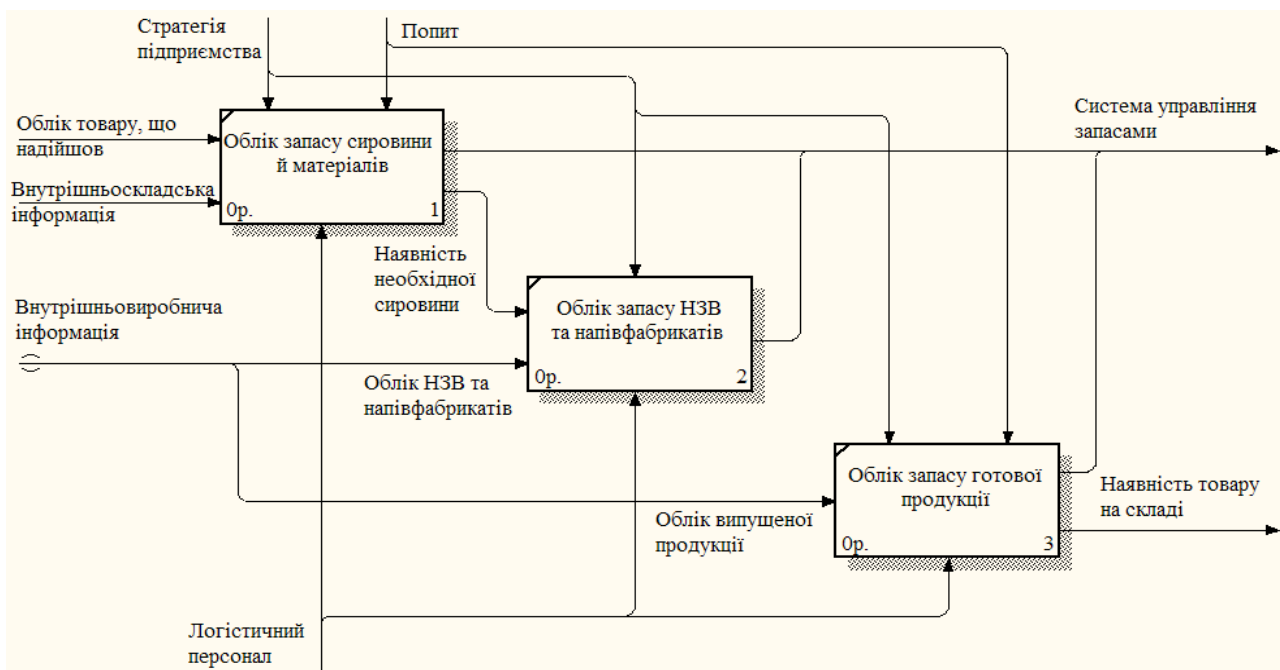 Стратегія
підприємства
Попит
Облік товару, що
надійшов
Внутрішньоскладська
інформація
Облік запасу сировини
й матеріалів
0р.
1
Система управління
запасами
Наявність
необхідної
сировини
Внутрішньовиробнича
інформація
Облік запасу НЗВ
та напівфабрикатів
0р.
2
Облік НЗВ та
напівфабрикатів
Облік запасу готової
продукції
0р.
3
Наявність товару
на складі
Облік випущеної
продукції
Логістичний
персонал